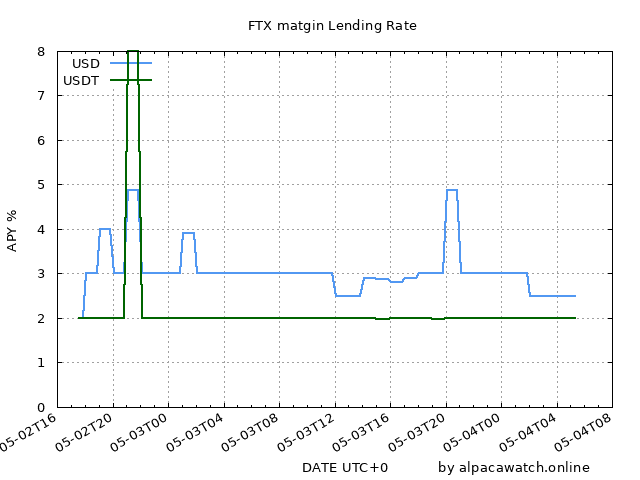 FTX matgin Lending Rate
USD
USDT
8
7
6
5
4
3
2
1
0
APY %
05-02T16
05-02T20
05-03T00
05-03T04
05-03T08
05-03T12
05-03T16
05-03T20
05-04T00
05-04T04
05-04T08
DATE UTC+0
by alpacawatch.online